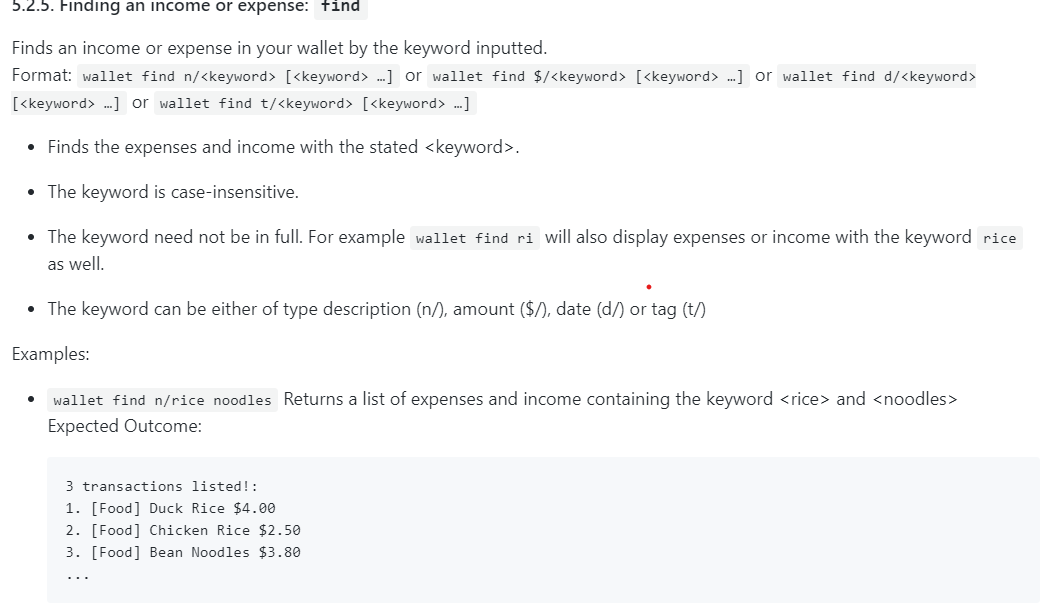 5.2.5. Finding an income or expense: find
Finds an income or expense in your wallet by the keyword inputted.
Format: wallet find n/<keyword> [<keyword> …] or wallet find $/<keyword> [<keyword> …] or wallet find d/<keyword>
[<keyword> …] or wallet find t/<keyword> [<keyword> …]
• Finds the expenses and income with the stated <keyword>.
• The keyword is case-insensitive.
• The keyword need not be in full. For example wallet find ri will also display expenses or income with the keyword rice
as well.
• The keyword can be either of type description (n/), amount ($/), date (d/) or tag (t/)
Examples:
• wallet find n/rice noodles Returns a list of expenses and income containing the keyword <rice> and <noodles>
Expected Outcome:
3 transactions listed!:
1. [Food] Duck Rice $4.00
2. [Food] Chicken Rice $2.50
3. [Food] Bean Noodles $3.80
...